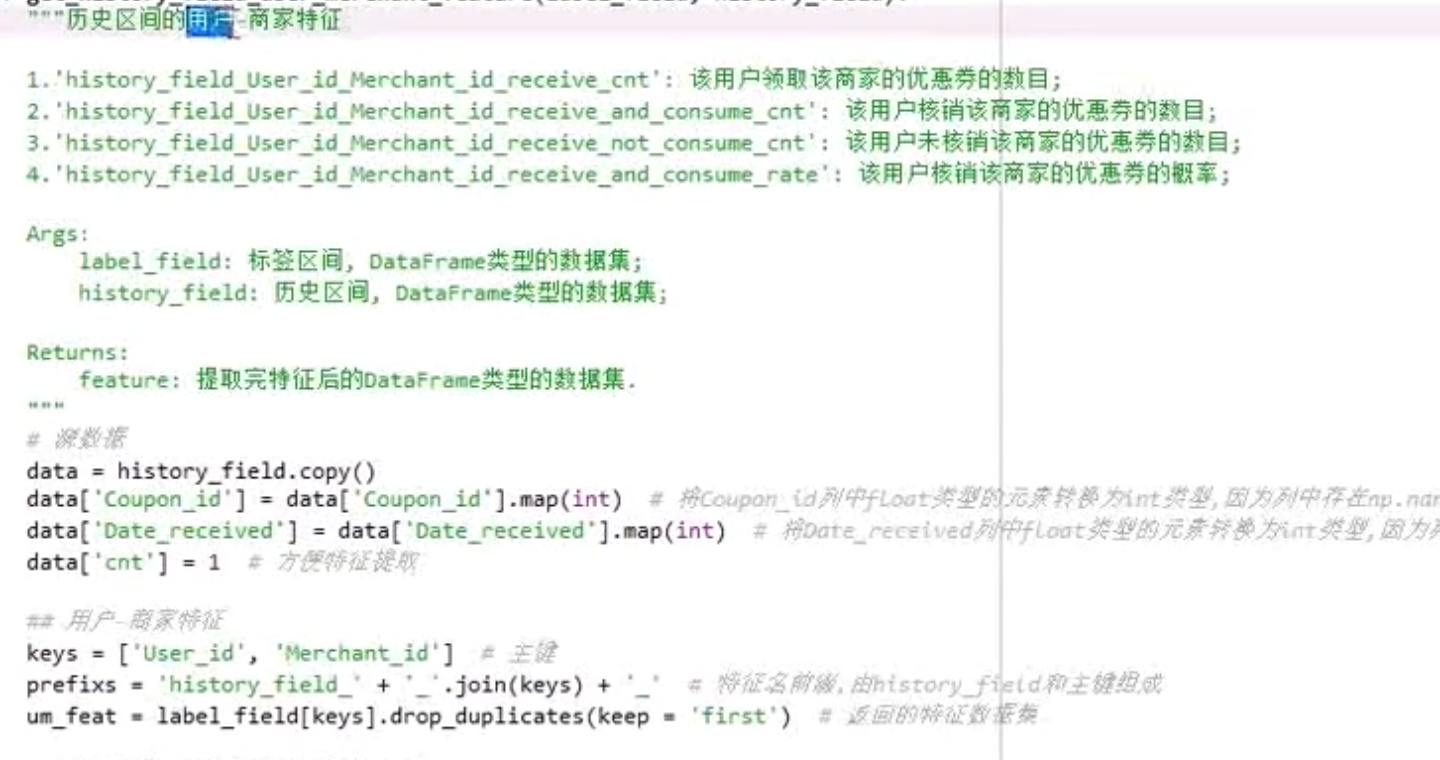 """历史区间的用户-商家特征
1.'history_field_User_id_Merchant_id_receive_cnt': 该用户领取该商家的优惠券的数目;
2.'history_field_User_id_Merchant_id_receive_and_consume_cnt': 该用户核销该商家的优惠券的数目;
3.'history_field_User_id_Merchant_id_receive_not_consume_cnt': 该用户未核销该商家的优惠券的数目;
4.'history_field_User_id_Merchant_id_receive_and_consume_rate': 该用户核销该商家的优惠券的概率;
Args:
label_field: 标签区间, DataFrame类型的数据集;
history_field: 历史区间, DataFrame类型的数据集;
Returns:
feature: 提取完特征后的DataFrame类型的数据集.
"""
# 源数据
data = history_field.copy()
data['Coupon_id'] = data['Coupon_id'].map(int) # 将Coupon_id列中float类型的元素转换为int类型,因为列中存在np.nan
data['Date_received'] = data['Date_received'].map(int) # 将Date_received列中float类型的元素转换为int类型,因为列
data['cnt'] = 1 # 方便特征提取
## 用户-商家特征
keys = ['User_id', 'Merchant_id'] # 主键
prefixs = 'history_field_' + '_'.join(keys) + '_' # 特征名前缀,由history_field和主键组成
um_feat = label_field[keys].drop_duplicates(keep = 'first') # 返回的特征数据集